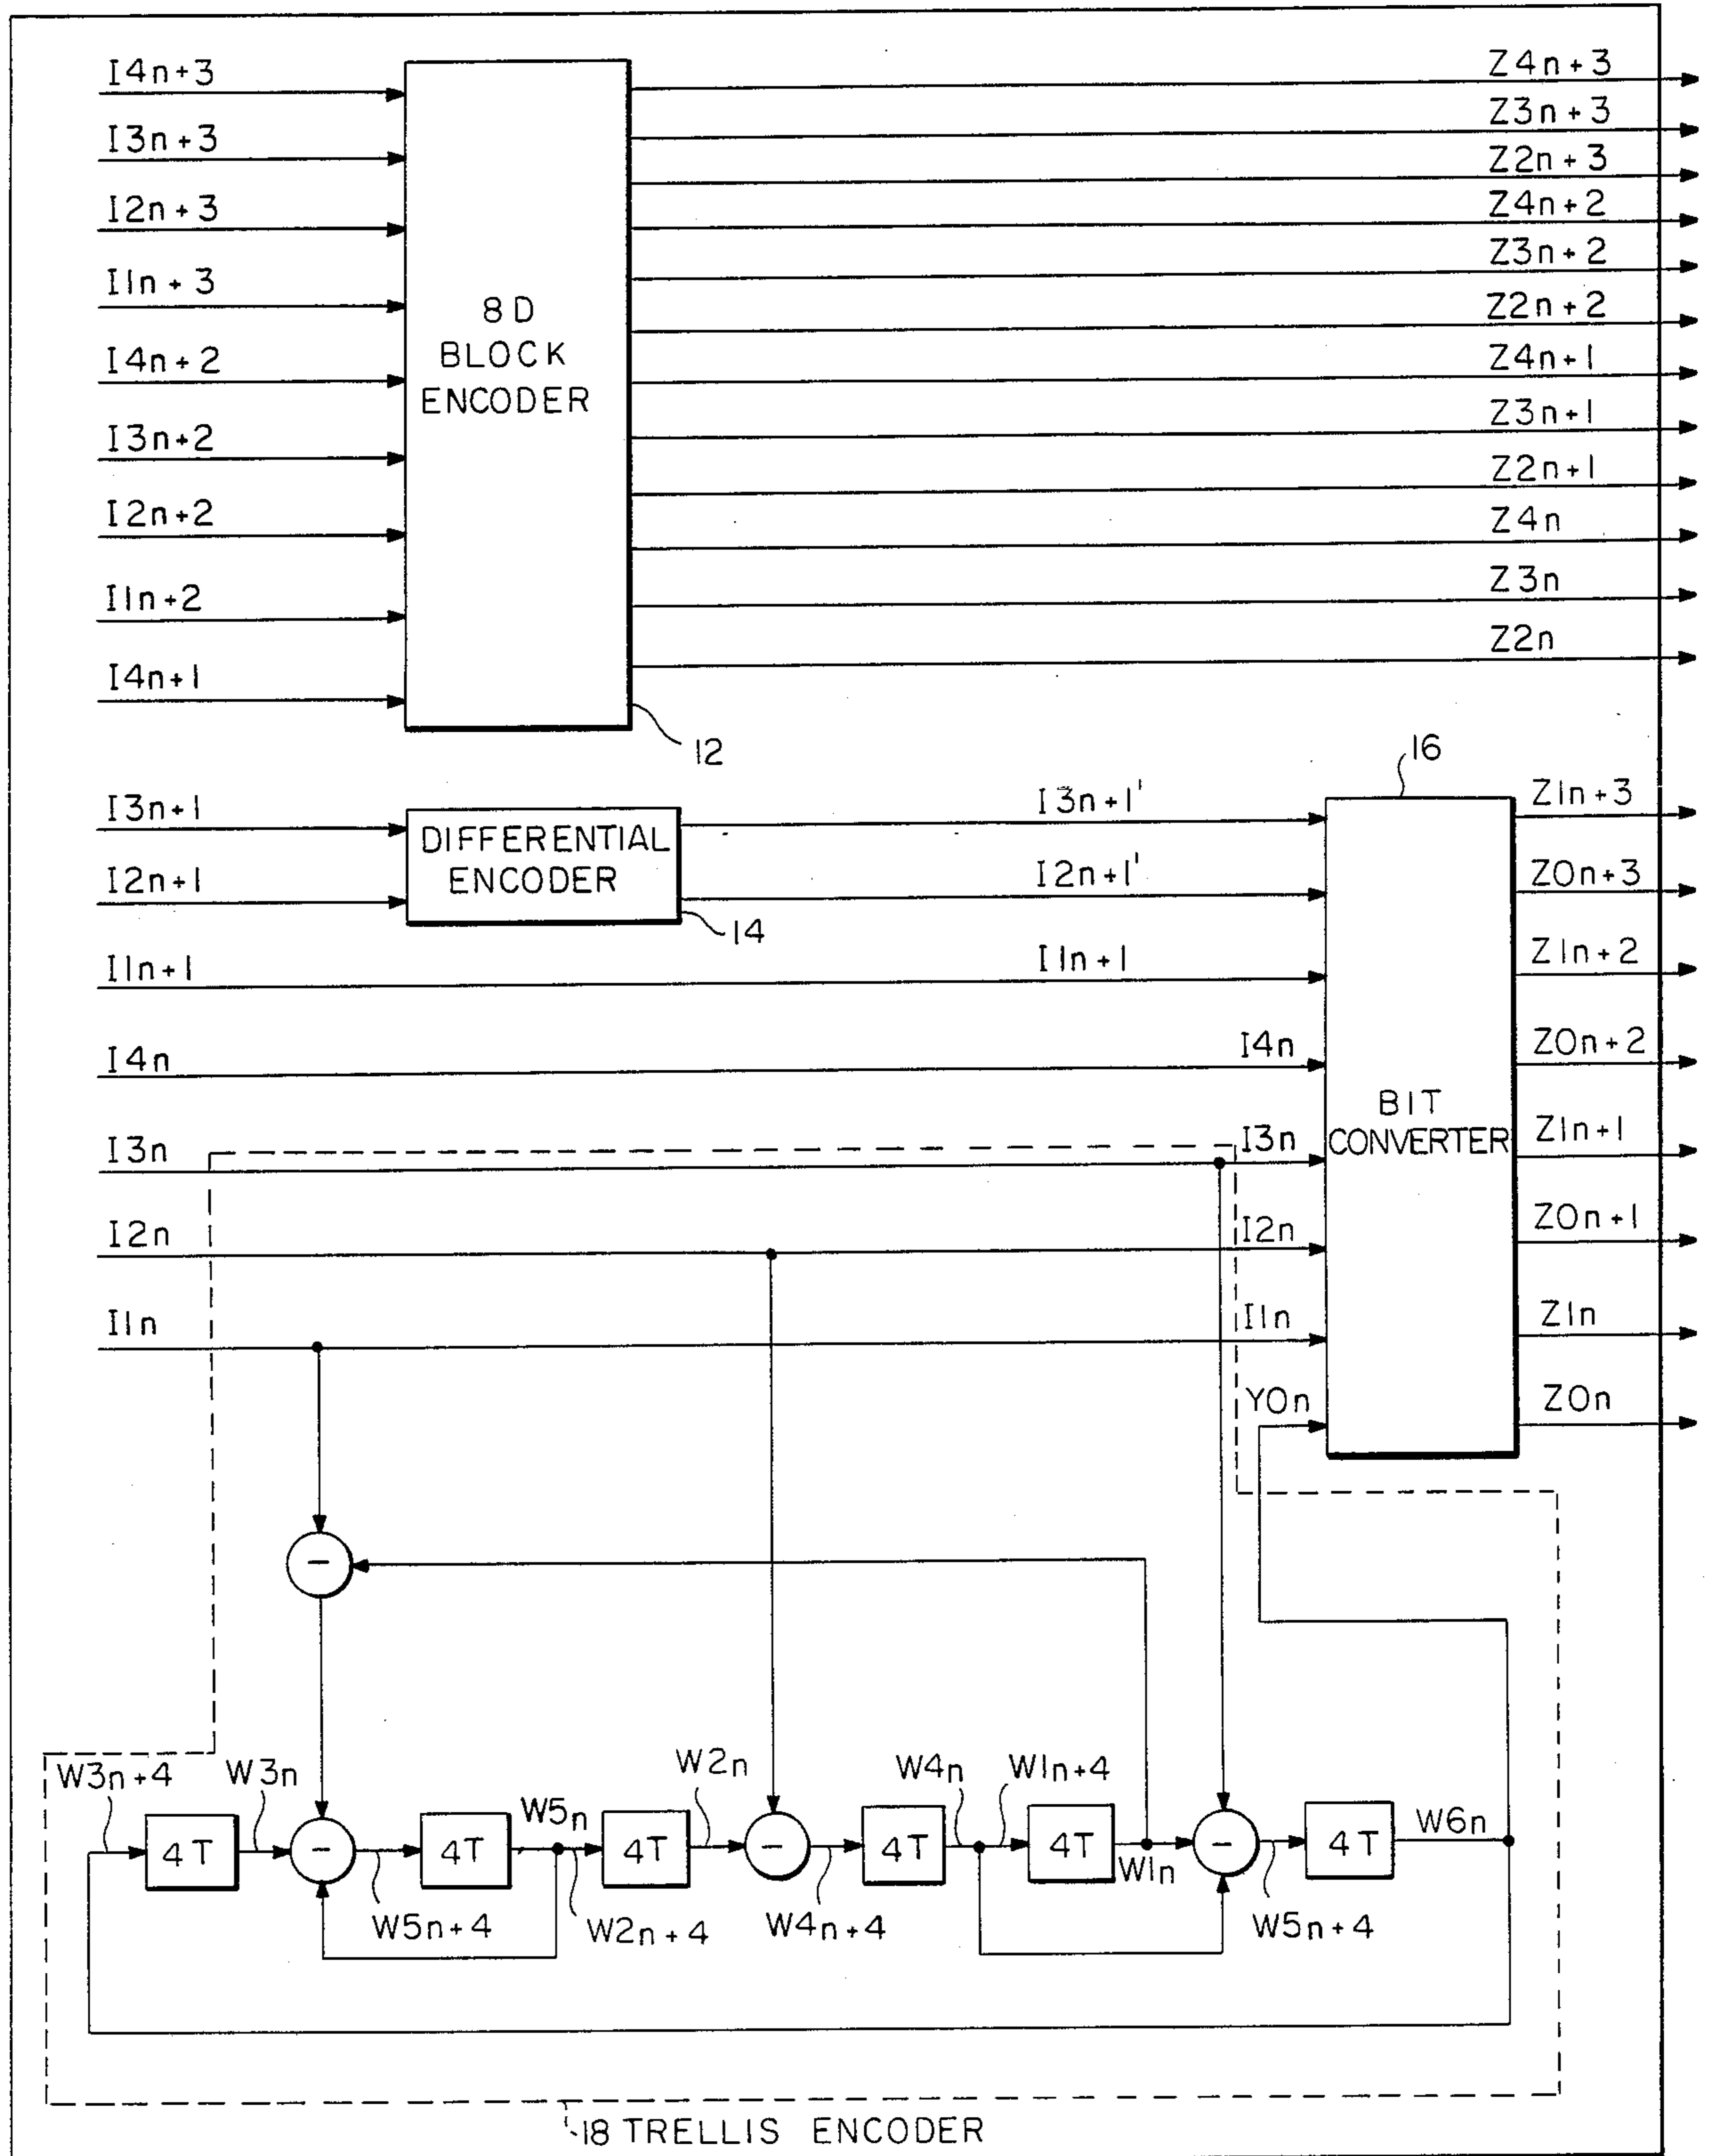 I4n+3
I3n+3
I2n+3
I1n+3
I4n+2
I3n+2
I2n+2
I1n+2
I4n+1
8D
BLOCK
ENCODER
12
Z4n+3
Z3n+3
Z2n+3
Z4n+2
Z3n+2
Z2n+2
Z4n+1
Z3n+1
Z2n+1
Z4n
Z3n
Z2n
I3n+1
I2n+1
DIFFERENTIAL
ENCODER
14
I3n+1'
I2n+1'
I1n+1
I1n+1
I4n
I4n
I3n
I3n
I2n
I2n
I1n
I1n
Y0n
16
BIT
CONVERTER
Z1n+3
Z0n+3
Z1n+2
Z0n+2
Z1n+1
Z0n+1
Z1n
Z0n
−
W3n+4
4T
W3n
−
W5n+4
4T
W5n
W2n+4
4T
W2n
−
W4n+4
4T
W4n
W1n+4
4T
W1n
−
W5n+4
4T
W6n
18 TRELLIS ENCODER